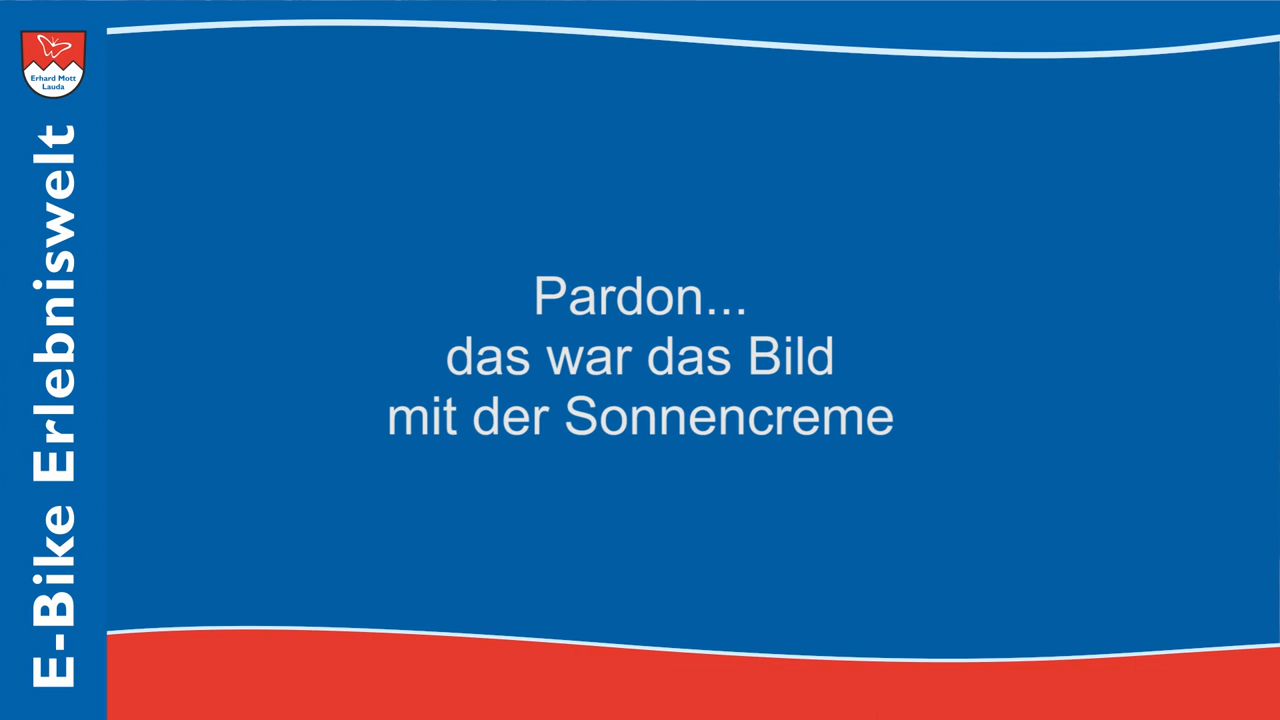 Erhard Mott
Lauda
E-Bike Erlebniswelt
Pardon...
das war das Bild
mit der Sonnencreme